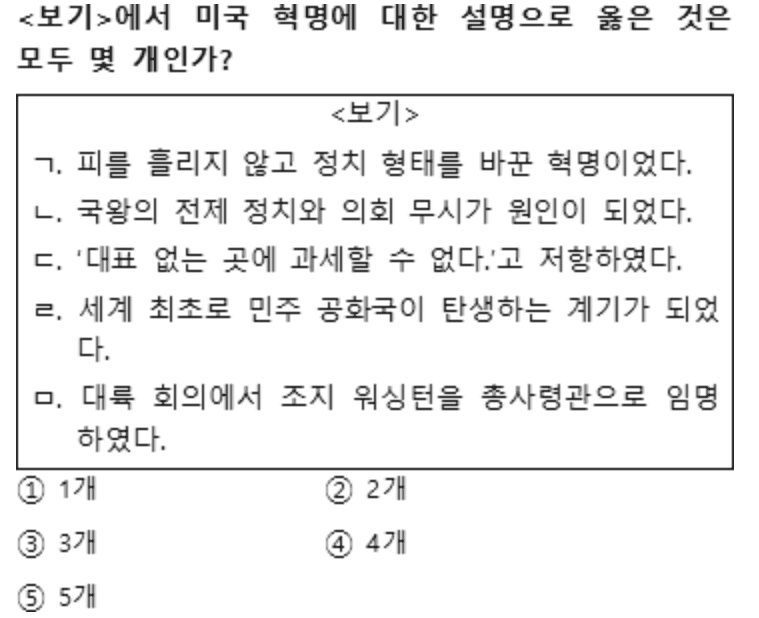 <보기>에서 미국 혁명에 대한 설명으로 옳은 것은
모두 몇 개인가?
<보기>
ㄱ. 피를 흘리지 않고 정치 형태를 바꾼 혁명이었다.
ㄴ. 국왕의 전제 정치와 의회 무시가 원인이 되었다.
ㄷ. '대표 없는 곳에 과세할 수 없다.'고 저항하였다.
ㄹ. 세계 최초로 민주 공화국이 탄생하는 계기가 되었
다.
ㅁ. 대륙 회의에서 조지 워싱턴을 총사령관으로 임명
하였다.
① 1개 ② 2개
③ 3개 ④ 4개
⑤ 5개